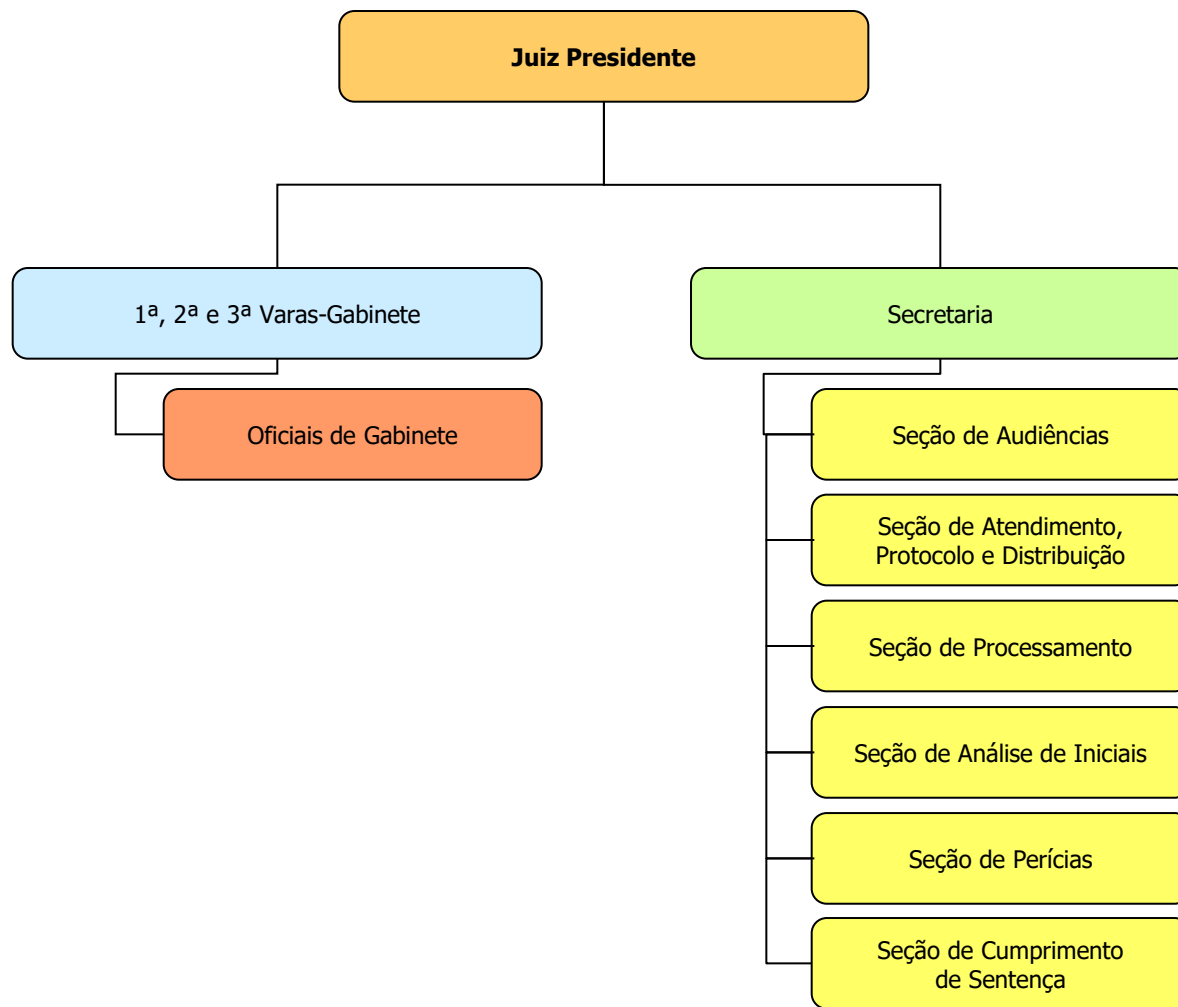 Juiz Presidente
1ª, 2ª e 3ª Varas-Gabinete
Secretaria
Oficiais de Gabinete
Seção de Audiências
Seção de Atendimento,
Protocolo e Distribuição
Seção de Processamento
Seção de Análise de Iniciais
Seção de Perícias
Seção de Cumprimento
de Sentença